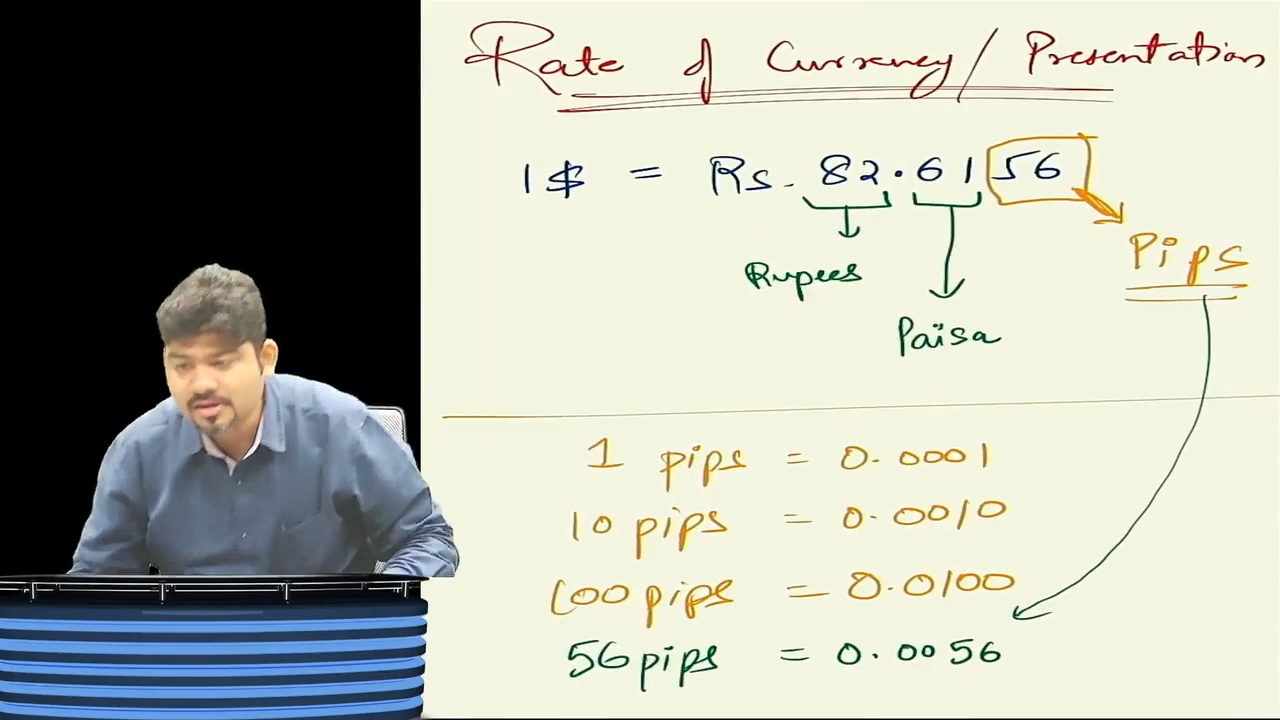 Rate of Currency/Presentation
1$ = Rs. 82.6156
Rupees
Paisa
Pips
1 pips = 0.0001
10 pips = 0.0010
100 pips = 0.0100
56 pips = 0.0056